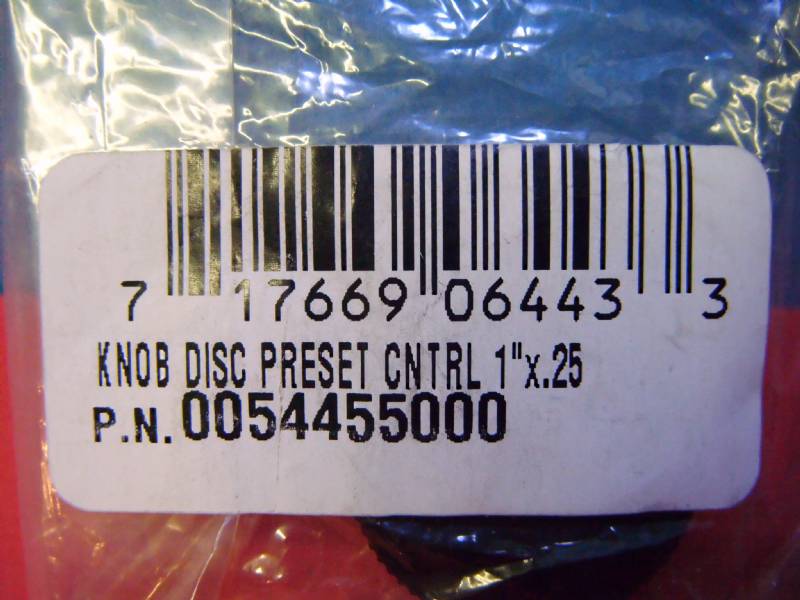 7 17669 06443 3
KNOB DISC PRESET CNTRL 1"x.25
P.N. 0054455000